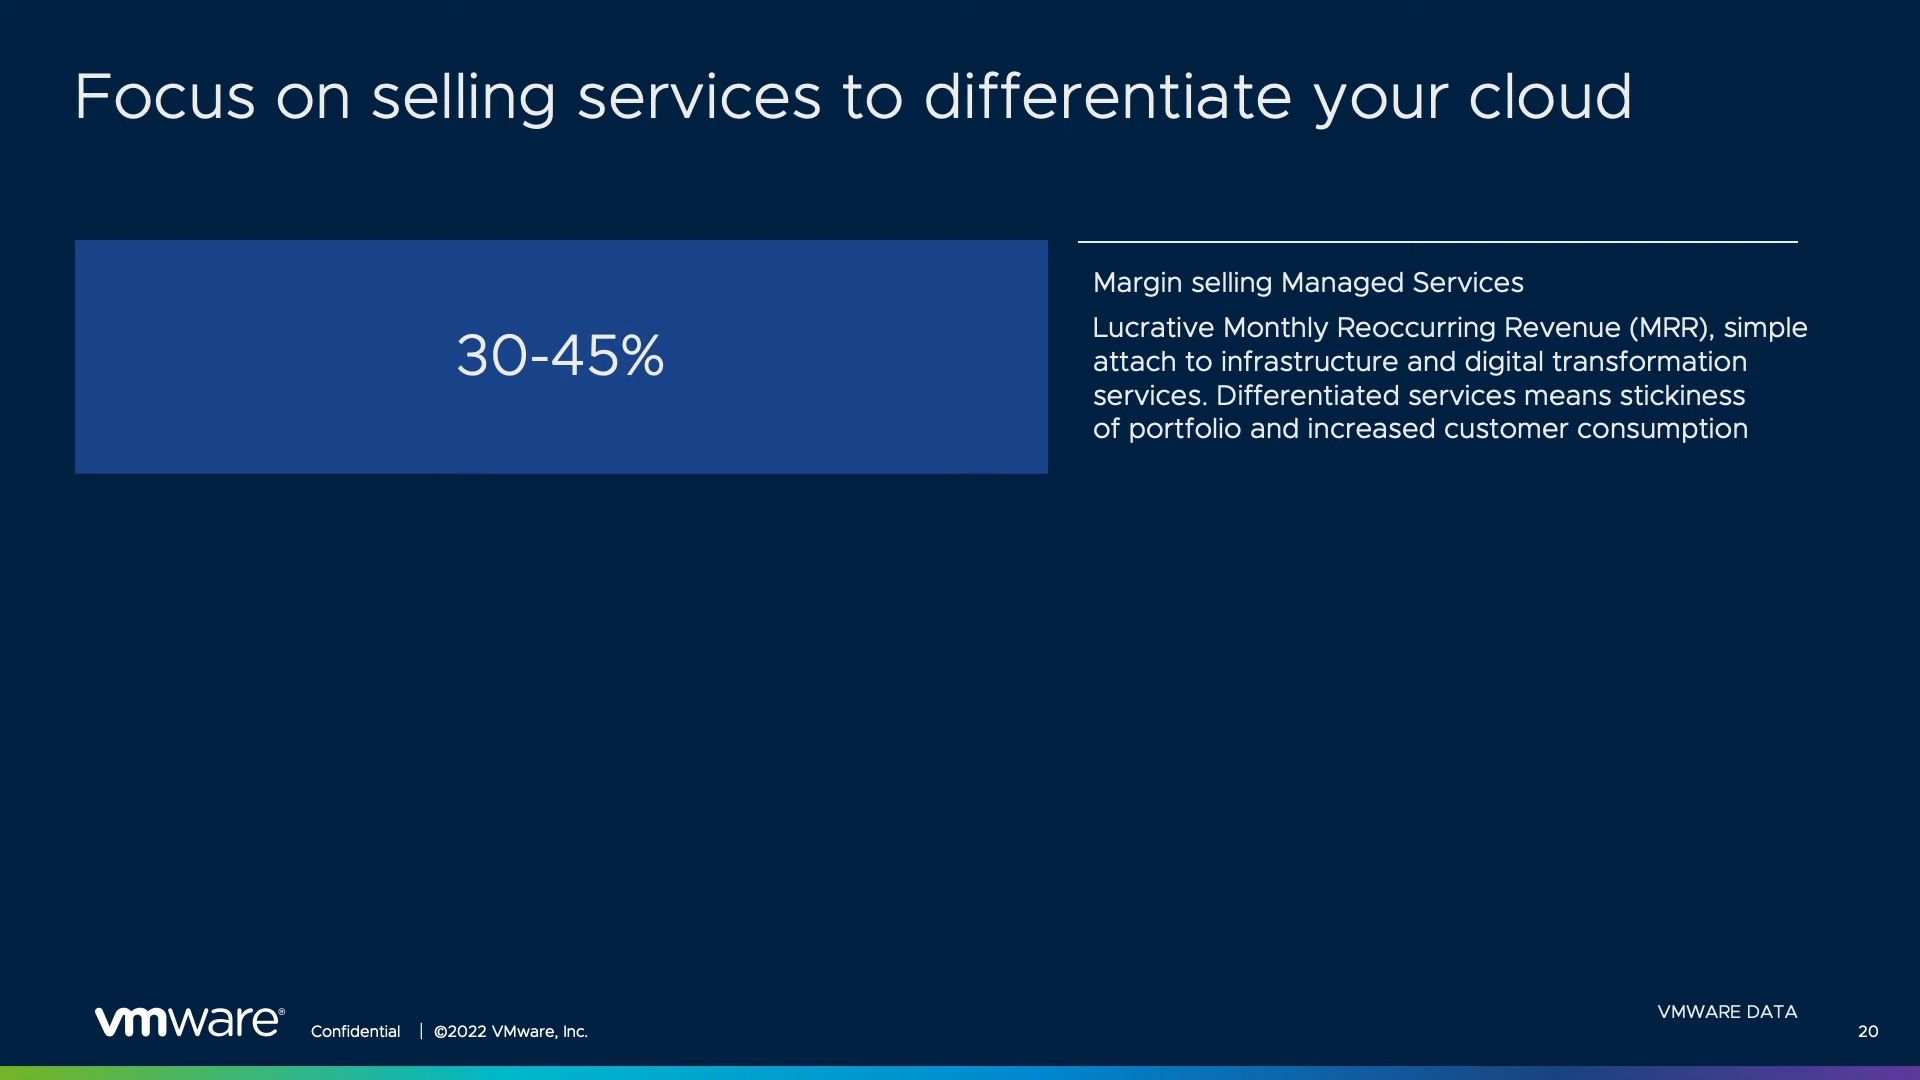 Focus on selling services to differentiate your cloud
30-45%
Margin selling Managed Services
Lucrative Monthly Reoccurring Revenue (MRR), simple
attach to infrastructure and digital transformation
services. Differentiated services means stickiness
of portfolio and increased customer consumption
VMWARE DATA
vmware®
Confidential | ©2022 VMware, Inc.
20